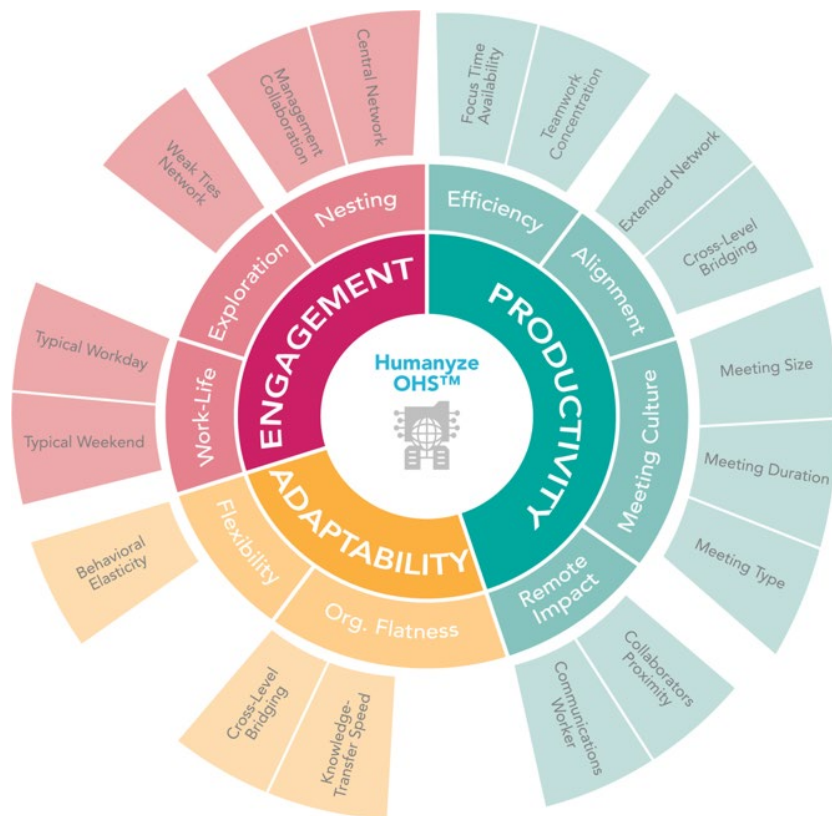 Humanyze
OHS™
PRODUCTIVITY
Efficiency
Focus Time
Availability
Teamwork
Concentration
Alignment
Extended Network
Cross-Level
Bridging
Meeting Culture
Meeting Size
Meeting Duration
Meeting Type
Remote
Impact
Collaborators
Proximity
Communications
Worker
ADAPTABILITY
Org. Flatness
Knowledge-
Transfer Speed
Cross-Level
Bridging
Flexibility
Behavioral
Elasticity
ENGAGEMENT
Work-Life
Typical Weekend
Typical Workday
Exploration
Weak Ties
Network
Nesting
Management
Collaboration
Central Network